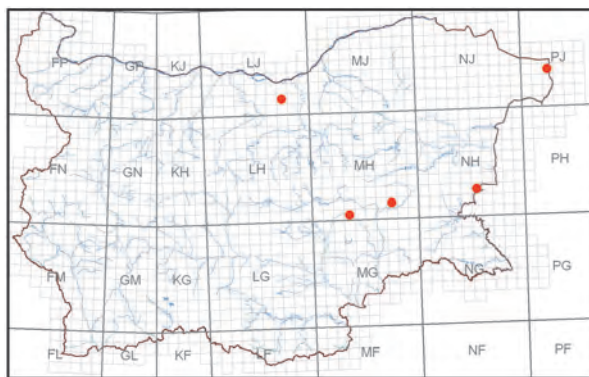 FP GP KJ LJ MJ NJ PJ
FN GN KH LH MH NH PH
FM GM KG LG MG NG PG
FL GL KF LF MF NF PF